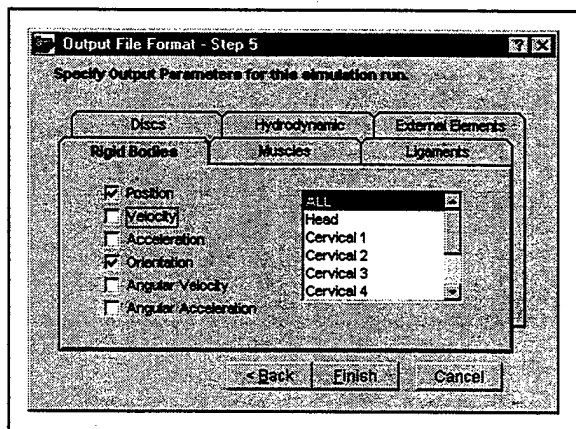 Output File Format - Step 5
Specify Output Parameters for this simulation run.
Discs Hydrodynamic External Elements
Rigid Bodies Muscles Ligaments
Position
Velocity
Acceleration
Orientation
Angular Velocity
Angular Acceleration
ALL
Head
Cervical 1
Cervical 2
Cervical 3
Cervical 4
< Back Finish Cancel